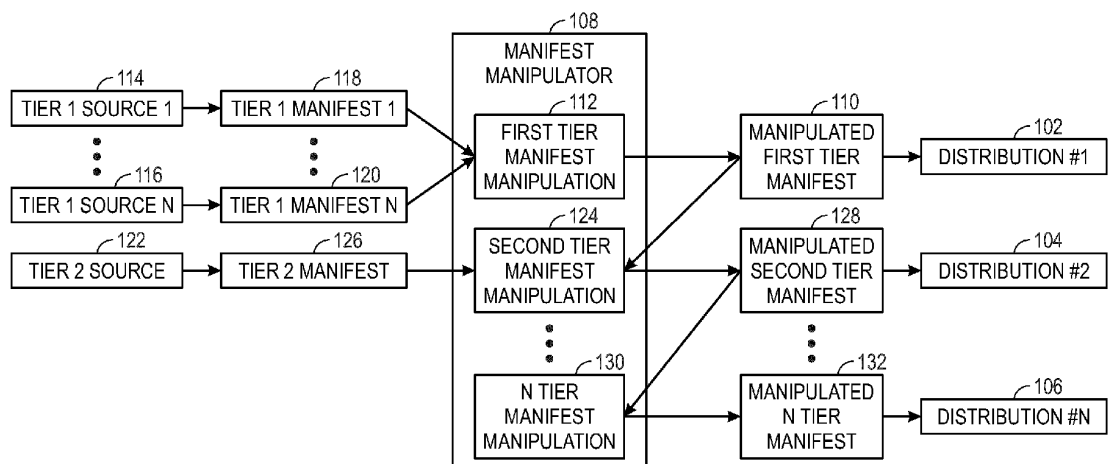 108
MANIFEST
MANIPULATOR
114
TIER 1 SOURCE 1
118
TIER 1 MANIFEST 1
112
FIRST TIER
MANIFEST
MANIPULATION
110
MANIPULATED
FIRST TIER
MANIFEST
102
DISTRIBUTION #1
116
TIER 1 SOURCE N
120
TIER 1 MANIFEST N
122
TIER 2 SOURCE
126
TIER 2 MANIFEST
124
SECOND TIER
MANIFEST
MANIPULATION
128
MANIPULATED
SECOND TIER
MANIFEST
104
DISTRIBUTION #2
130
N TIER
MANIFEST
MANIPULATION
132
MANIPULATED
N TIER
MANIFEST
106
DISTRIBUTION #N